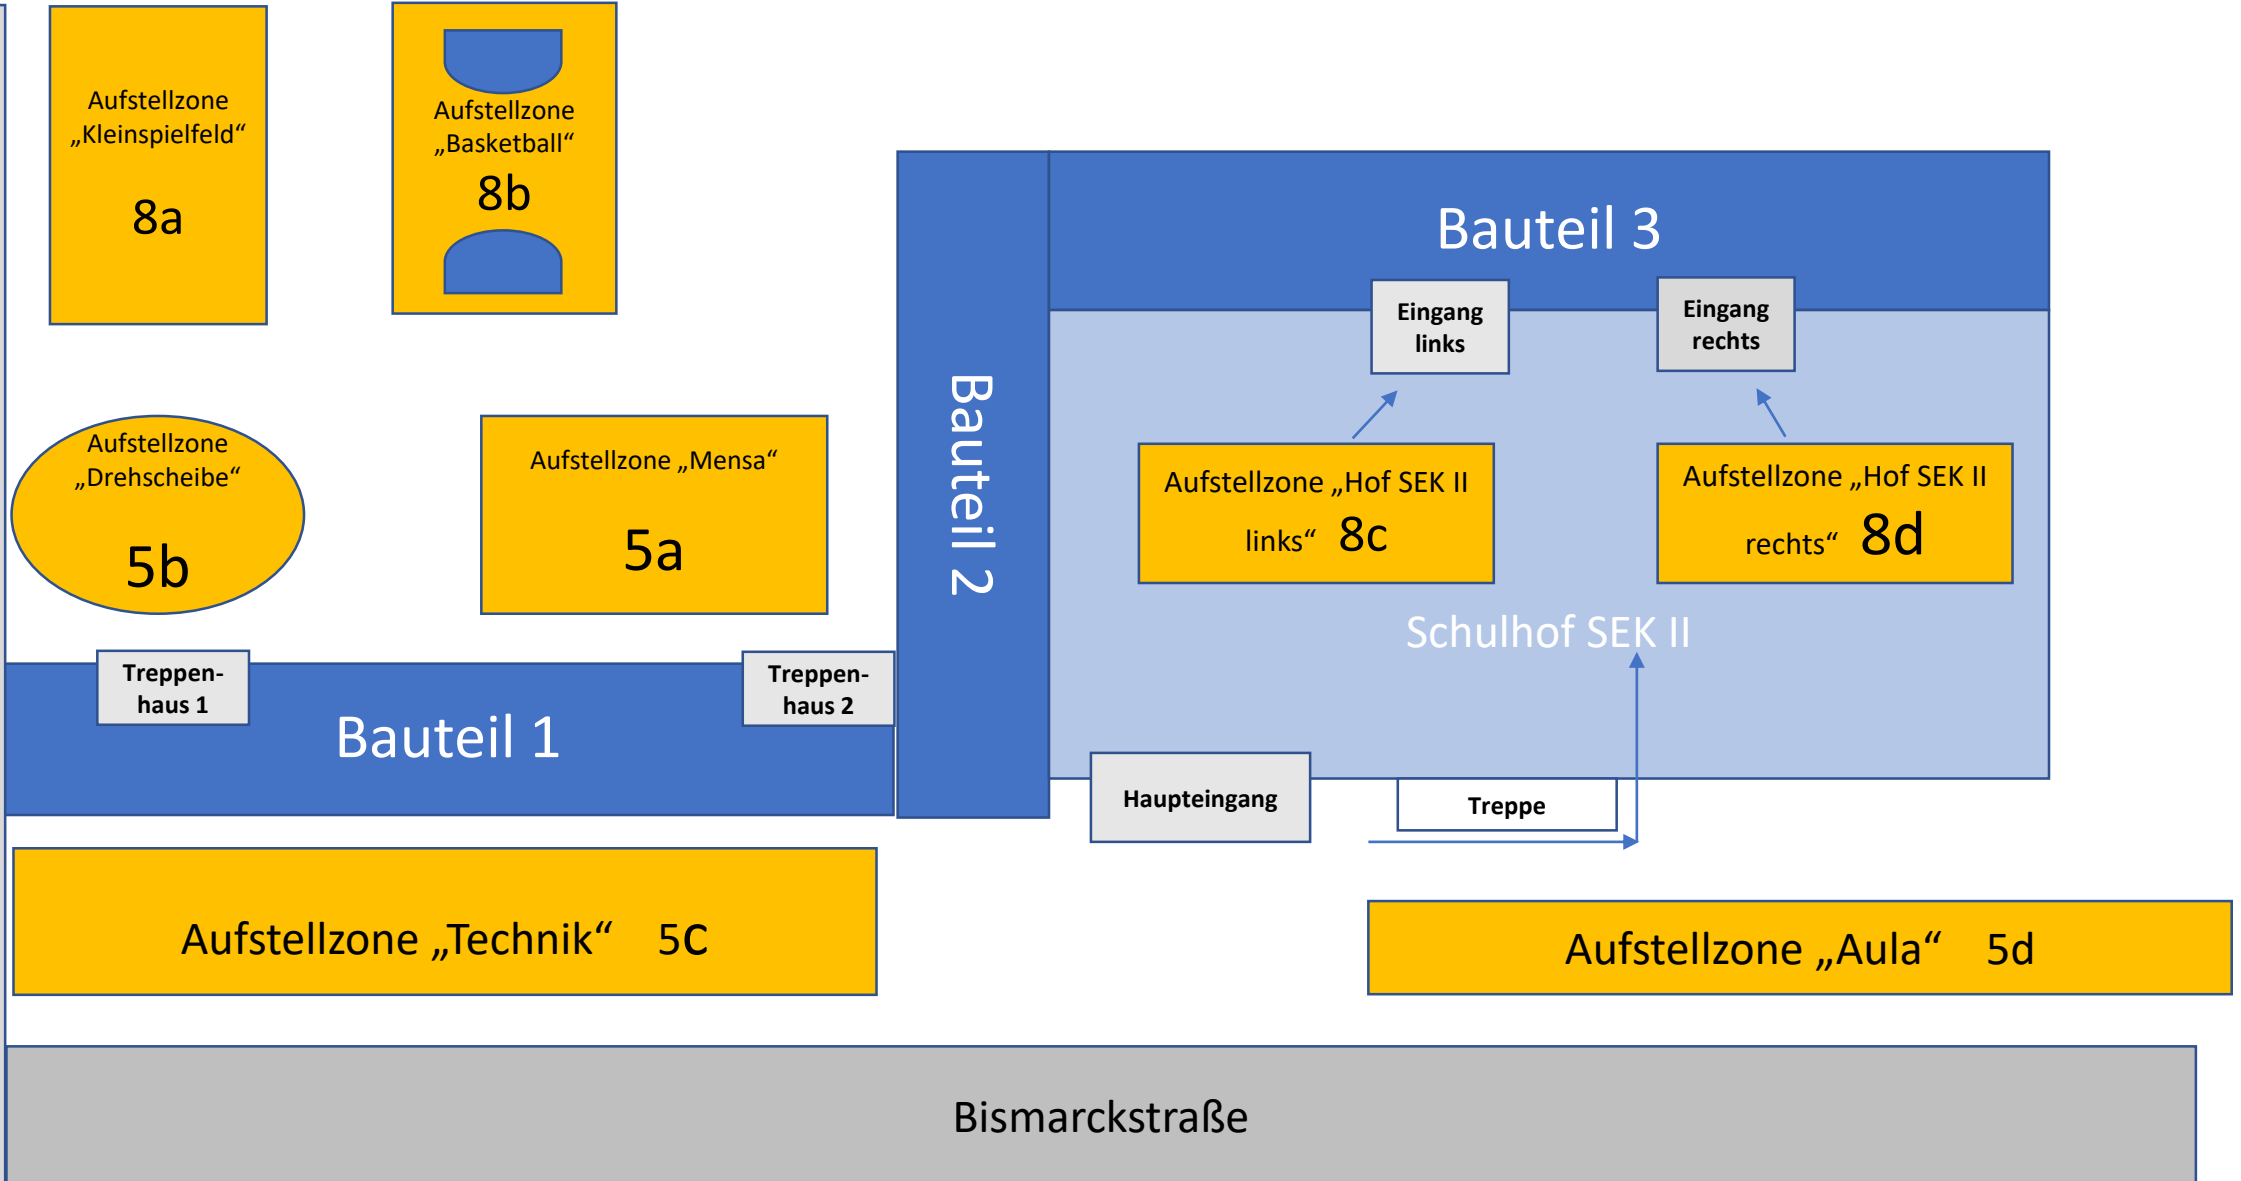 Aufstellzone
„Kleinspielfeld“
8a
Aufstellzone
„Basketball“
8b
Bauteil 3
Eingang
links
Eingang
rechts
Bauteil 2
Aufstellzone
„Drehscheibe“
5b
Aufstellzone „Mensa“
5a
Aufstellzone „Hof SEK II
links“ 8c
Aufstellzone „Hof SEK II
rechts“ 8d
Schulhof SEK II
Treppen-
haus 1
Treppen-
haus 2
Bauteil 1
Haupteingang
Treppe
Aufstellzone „Technik“ 5c
Aufstellzone „Aula“ 5d
Bismarckstraße